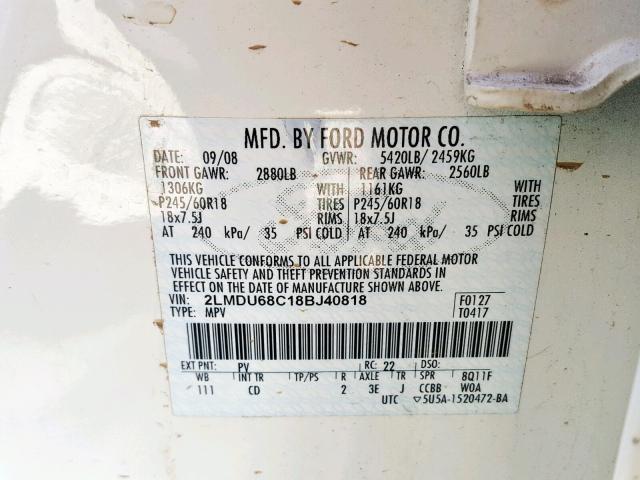 MFD. BY FORD MOTOR CO.
DATE: 09/08 GVWR: 5420LB/ 2459KG
FRONT GAWR: 2880LB REAR GAWR: 2560LB
1306KG WITH 1161KG WITH
P245/60R18 TIRES P245/60R18 TIRES
18x7.5J RIMS 18x7.5J RIMS
AT 240 kPa/ 35 PSI COLD AT 240 kPa/ 35 PSI COLD
THIS VEHICLE CONFORMS TO ALL APPLICABLE FEDERAL MOTOR
VEHICLE SAFETY AND THEFT PREVENTION STANDARDS IN
EFFECT ON THE DATE OF MANUFACTURE SHOWN ABOVE.
VIN: 2LMDU68C18BJ40818 F0127
TYPE: MPV T0417
EXT PNT: PV RC: 22 DSO:
WB INT TR TP/PS R AXLE TR SPR 8Q11F
111 CD 2 3E J CCBB WOA
UTC ▽5U5A-1520472-BA